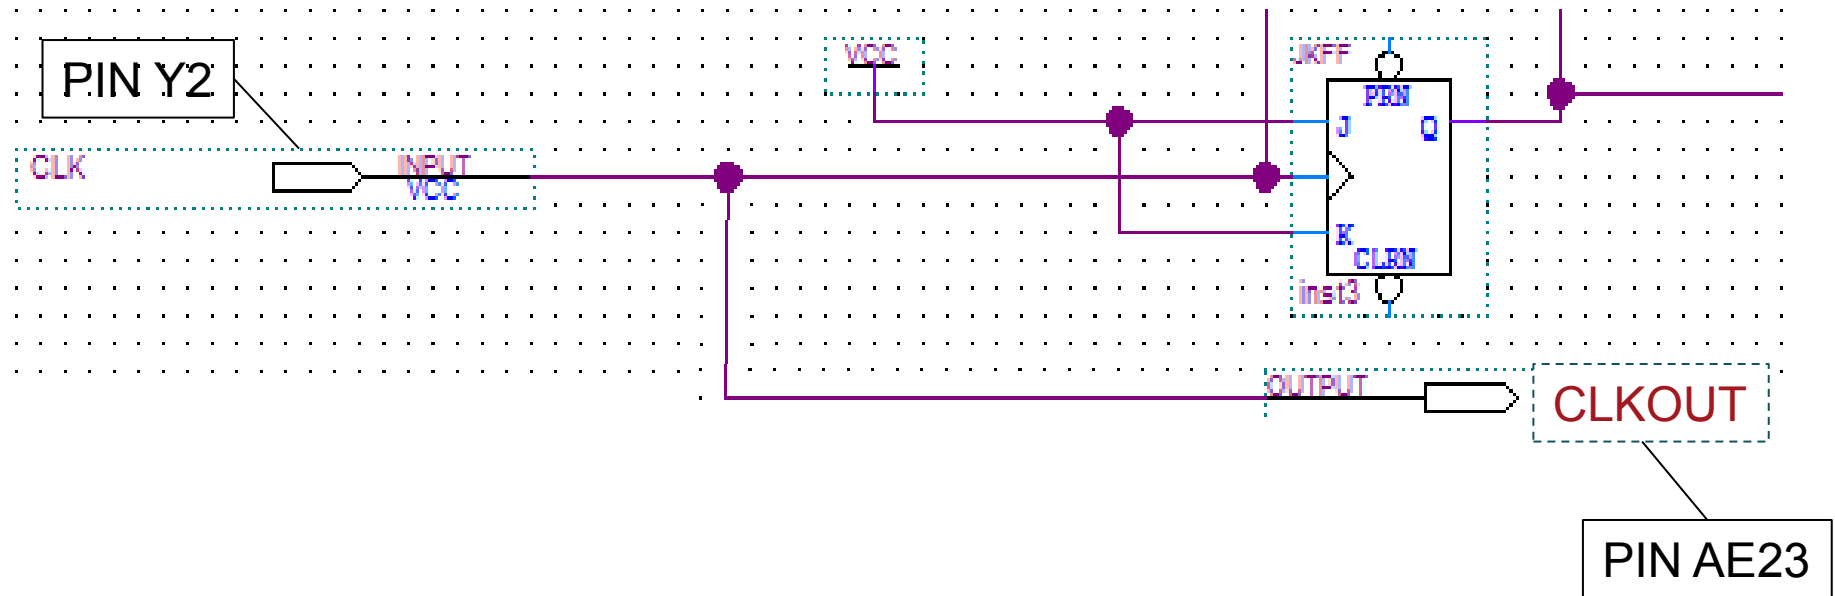 PIN Y2
CLK
INPUT
VCC
VCC
JKFF
PRN
J
Q
K
CLRN
inst3
OUTPUT
CLKOUT
PIN AE23